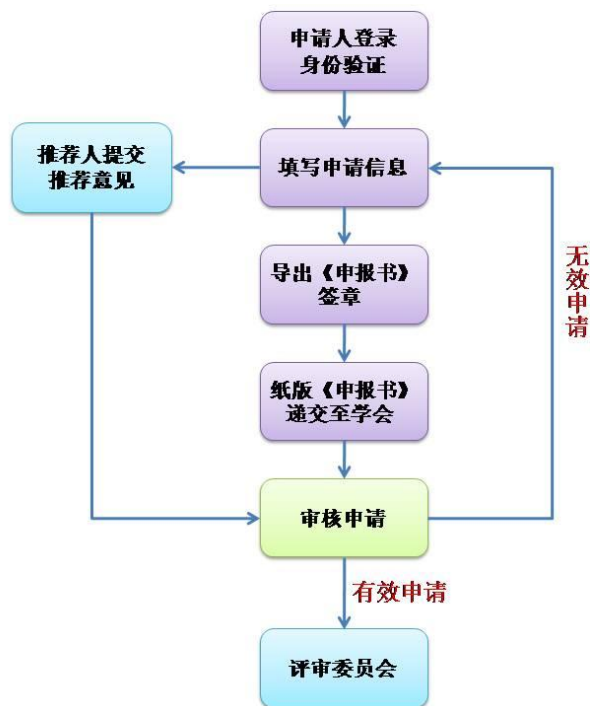 申请人登录
身份验证
推荐人提交
推荐意见
填写申请信息
导出《申报书》
签章
无效申请
纸版《申报书》
递交至学会
审核申请
有效申请
评审委员会